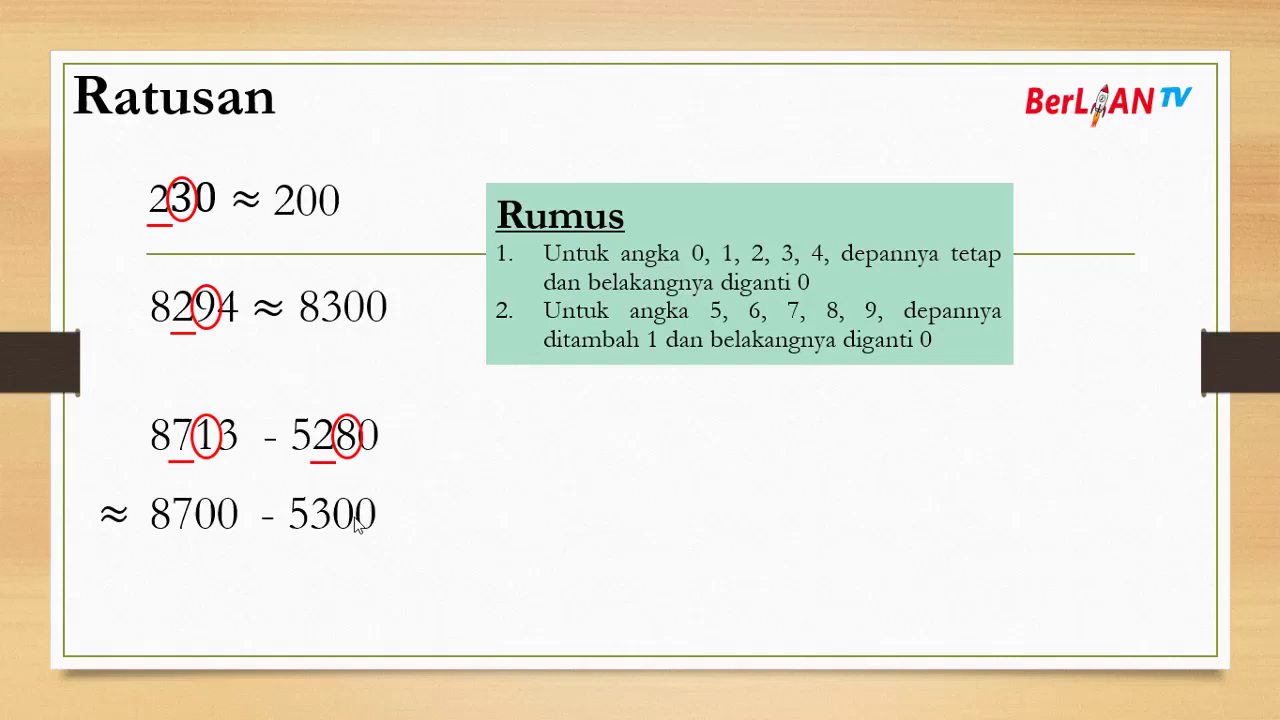 Ratusan
BerLIAN TV
230 ≈ 200
Rumus
1. Untuk angka 0, 1, 2, 3, 4, depannya tetap
dan belakangnya diganti 0
2. Untuk angka 5, 6, 7, 8, 9, depannya
ditambah 1 dan belakangnya diganti 0
8294 ≈ 8300
8713 - 5280
≈ 8700 - 5300